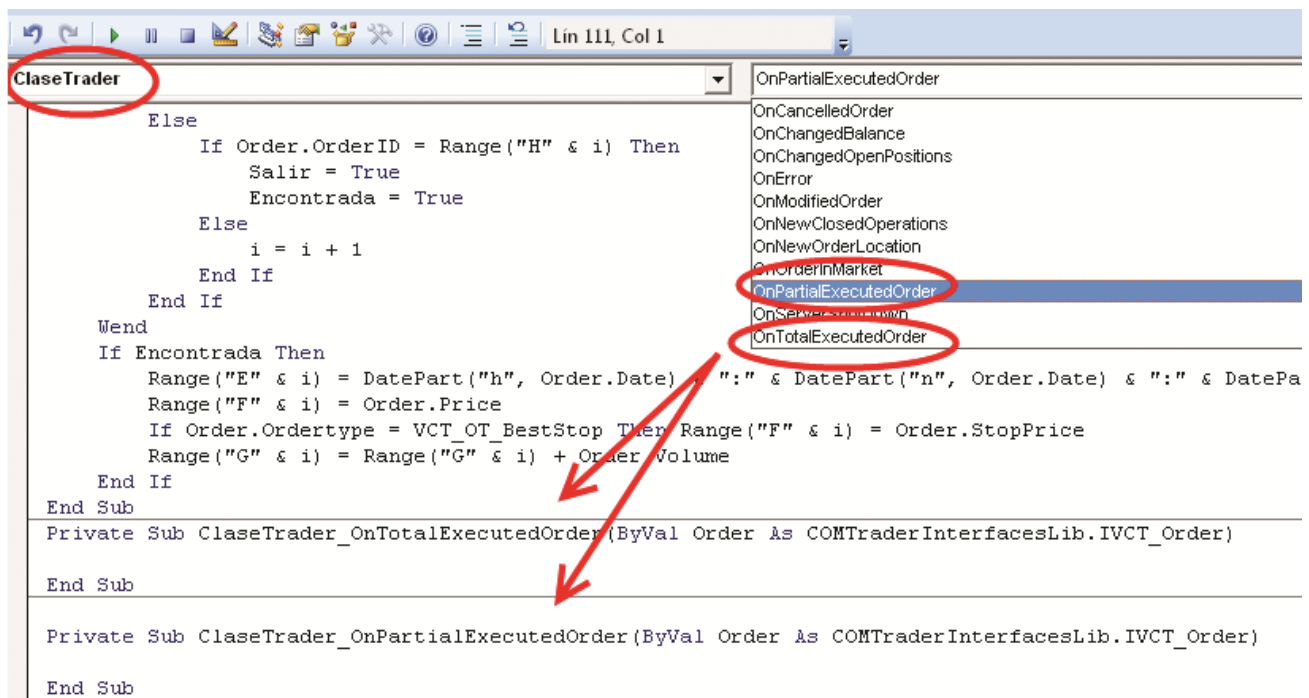 Lín 111, Col 1
ClaseTrader
OnPartialExecutedOrder
OnCancelledOrder
OnChangedBalance
OnChangedOpenPositions
OnError
OnModifiedOrder
OnNewClosedOperations
OnNewOrderLocation
OnOrderInMarket
OnPartialExecutedOrder
OnServerShutDown
OnTotalExecutedOrder
Else
If Order.OrderID = Range("H" & i) Then
Salir = True
Encontrada = True
Else
i = i + 1
End If
End If
Wend
If Encontrada Then
Range("E" & i) = DatePart("h", Order.Date) & ":" & DatePart("n", Order.Date) & ":" & DatePa
Range("F" & i) = Order.Price
If Order.Ordertype = VCT_OT_BestStop Then Range("F" & i) = Order.StopPrice
Range("G" & i) = Range("G" & i) + Order.Volume
End If
End Sub
Private Sub ClaseTrader_OnTotalExecutedOrder(ByVal Order As COMTraderInterfacesLib.IVCT_Order)
End Sub
Private Sub ClaseTrader_OnPartialExecutedOrder(ByVal Order As COMTraderInterfacesLib.IVCT_Order)
End Sub